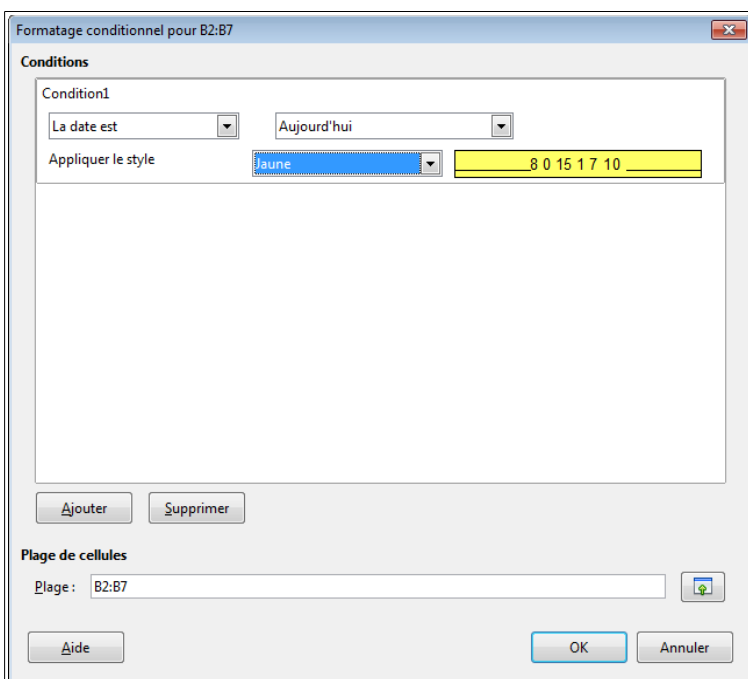 Formatage conditionnel pour B2:B7
Conditions
Condition1
La date est Aujourd'hui
Appliquer le style Jaune 8 0 15 1 7 10
Ajouter Supprimer
Plage de cellules
Plage : B2:B7
Aide OK Annuler